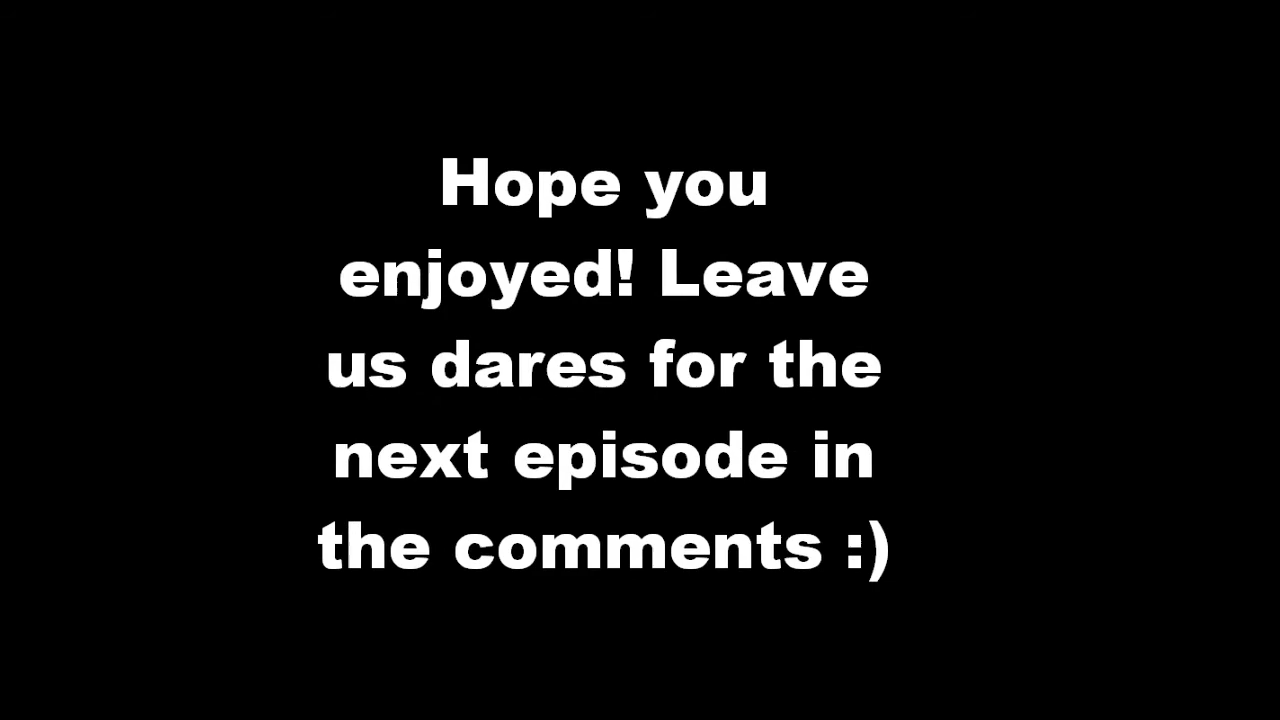 Hope you
enjoyed! Leave
us dares for the
next episode in
the comments :)